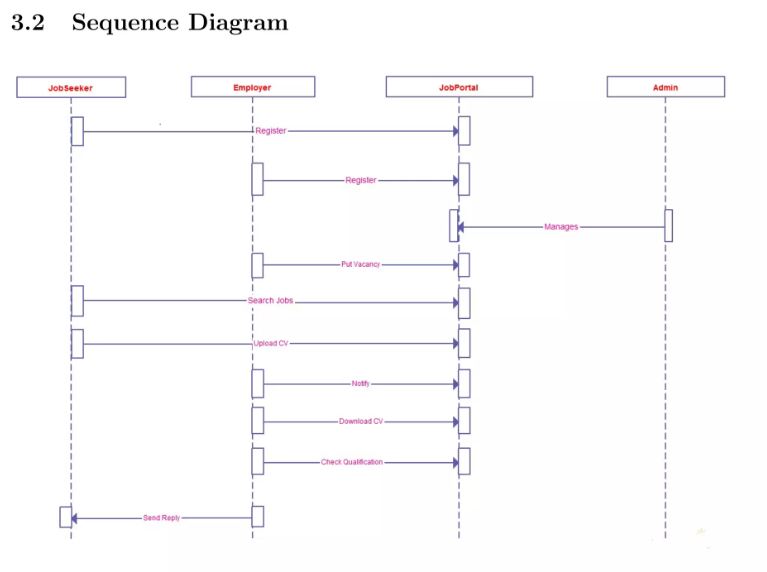 3.2 Sequence Diagram
JobSeeker
Employer
JobPortal
Admin
Register
Register
Manages
Put Vacancy
Search Jobs
Upload CV
Notify
Download CV
Check Qualification
Send Reply